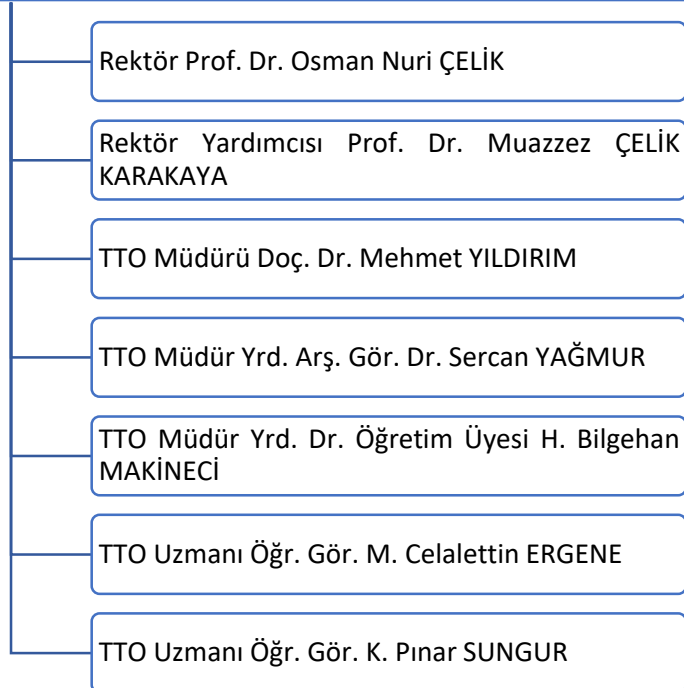 Rektör Prof. Dr. Osman Nuri ÇELİK
Rektör Yardımcısı Prof. Dr. Muazzez ÇELİK
KARAKAYA
TTO Müdürü Doç. Dr. Mehmet YILDIRIM
TTO Müdür Yrd. Arş. Gör. Dr. Sercan YAĞMUR
TTO Müdür Yrd. Dr. Öğretim Üyesi H. Bilgehan
MAKİNECİ
TTO Uzmanı Öğr. Gör. M. Celalettin ERGENE
TTO Uzmanı Öğr. Gör. K. Pınar SUNGUR